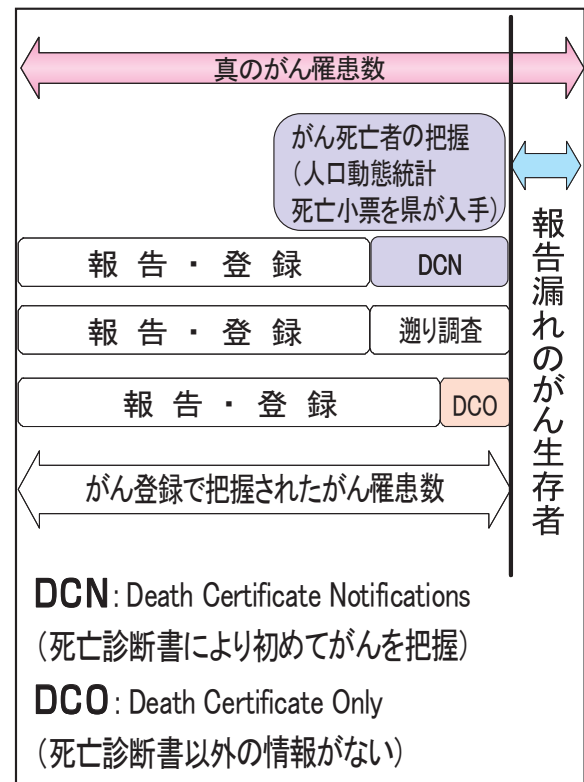 真のがん罹患数
がん死亡者の把握
（人口動態統計
死亡小票を県が入手）
報告・登録
DCN
報告・登録
遡り調査
報告・登録
DCO
がん登録で把握されたがん罹患数
報告漏れのがん生存者
DCN：Death Certificate Notifications
（死亡診断書により初めてがんを把握）
DCO：Death Certificate Only
（死亡診断書以外の情報がない）